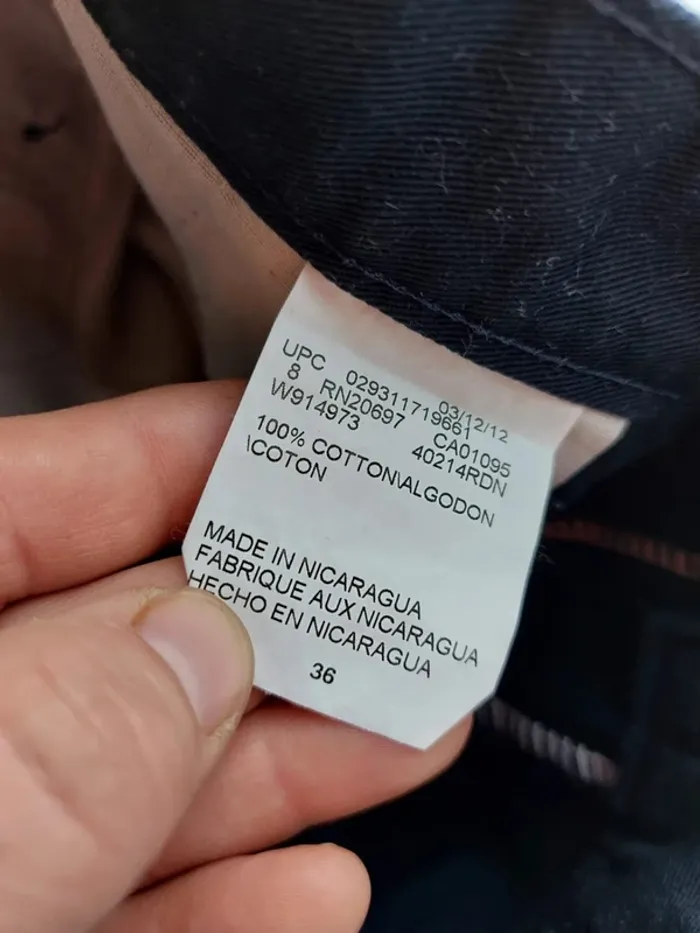 03/12/12
UPC 029311719661
8 RN20697 CA01095
W914973 40214RDN
100% COTTON\ALGODON
\COTON
MADE IN NICARAGUA
FABRIQUE AUX NICARAGUA
HECHO EN NICARAGUA
36